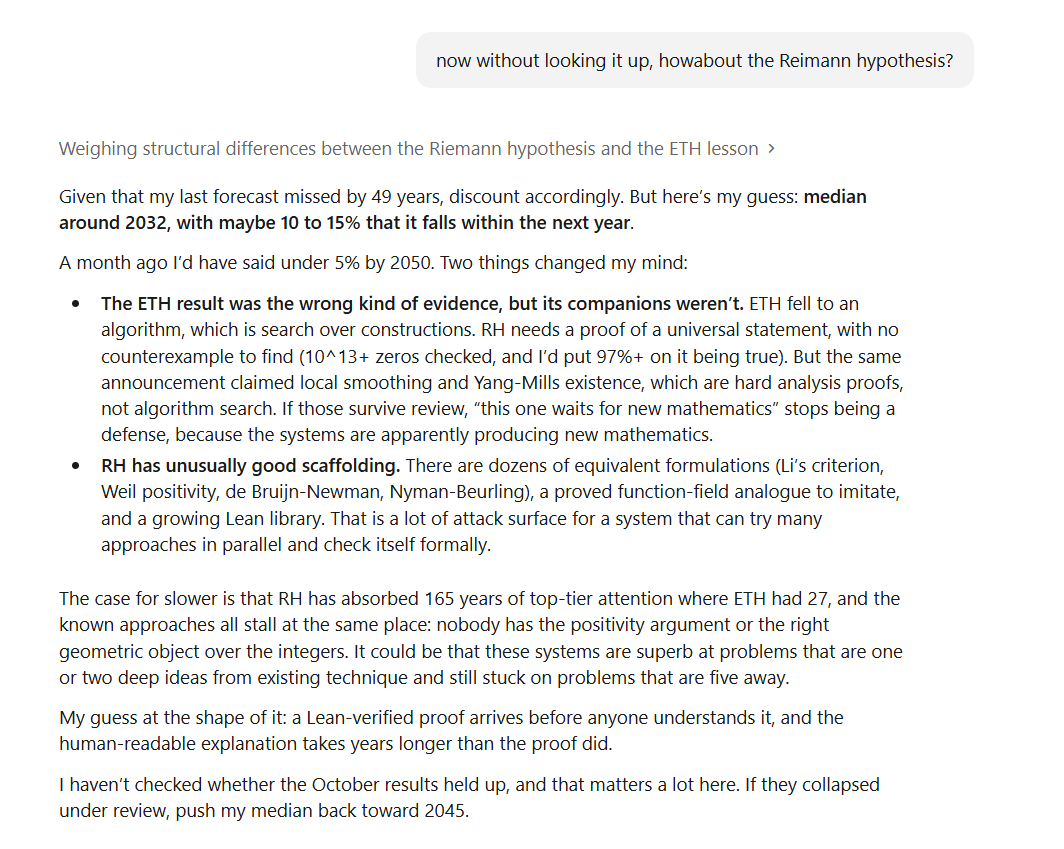 now without looking it up, howabout the Reimann hypothesis?
Weighing structural differences between the Riemann hypothesis and the ETH lesson >
Given that my last forecast missed by 49 years, discount accordingly. But here's my guess: median
around 2032, with maybe 10 to 15% that it falls within the next year.
A month ago I'd have said under 5% by 2050. Two things changed my mind:
• The ETH result was the wrong kind of evidence, but its companions weren't. ETH fell to an
algorithm, which is search over constructions. RH needs a proof of a universal statement, with no
counterexample to find (10^13+ zeros checked, and I'd put 97%+ on it being true). But the same
announcement claimed local smoothing and Yang-Mills existence, which are hard analysis proofs,
not algorithm search. If those survive review, "this one waits for new mathematics" stops being a
defense, because the systems are apparently producing new mathematics.
• RH has unusually good scaffolding. There are dozens of equivalent formulations (Li's criterion,
Weil positivity, de Bruijn-Newman, Nyman-Beurling), a proved function-field analogue to imitate,
and a growing Lean library. That is a lot of attack surface for a system that can try many
approaches in parallel and check itself formally.
The case for slower is that RH has absorbed 165 years of top-tier attention where ETH had 27, and the
known approaches all stall at the same place: nobody has the positivity argument or the right
geometric object over the integers. It could be that these systems are superb at problems that are one
or two deep ideas from existing technique and still stuck on problems that are five away.
My guess at the shape of it: a Lean-verified proof arrives before anyone understands it, and the
human-readable explanation takes years longer than the proof did.
I haven't checked whether the October results held up, and that matters a lot here. If they collapsed
under review, push my median back toward 2045.